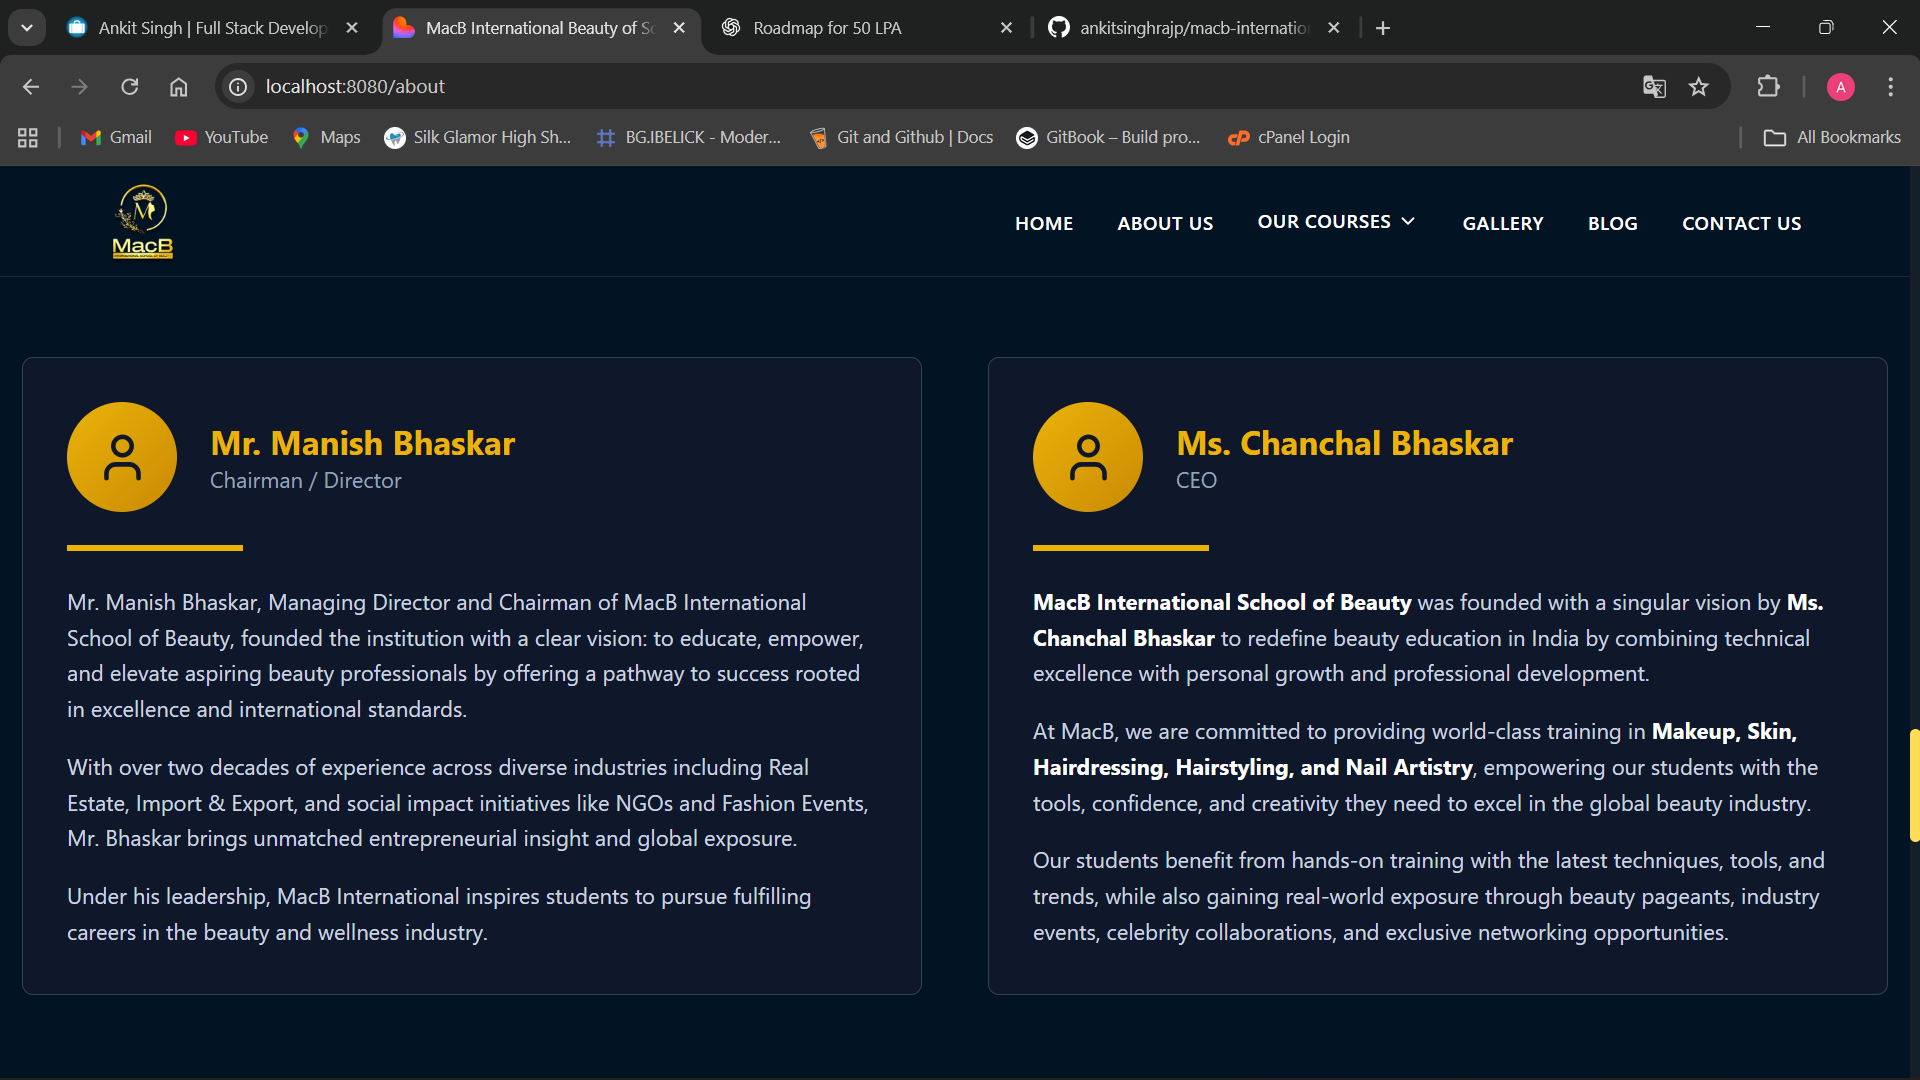 Ankit Singh | Full Stack Develop
MacB International Beauty of Sc
Roadmap for 50 LPA
ankitsinghrajp/macb-internatio
localhost:8080/about
A
Gmail
YouTube
Maps
Silk Glamor High Sh...
BG.IBELICK - Moder...
Git and Github | Docs
GitBook – Build pro...
cPanel Login
All Bookmarks
M
MacB
HOME
ABOUT US
OUR COURSES
GALLERY
BLOG
CONTACT US
Mr. Manish Bhaskar
Chairman / Director
Mr. Manish Bhaskar, Managing Director and Chairman of MacB International
School of Beauty, founded the institution with a clear vision: to educate, empower,
and elevate aspiring beauty professionals by offering a pathway to success rooted
in excellence and international standards.
With over two decades of experience across diverse industries including Real
Estate, Import & Export, and social impact initiatives like NGOs and Fashion Events,
Mr. Bhaskar brings unmatched entrepreneurial insight and global exposure.
Under his leadership, MacB International inspires students to pursue fulfilling
careers in the beauty and wellness industry.
Ms. Chanchal Bhaskar
CEO
MacB International School of Beauty was founded with a singular vision by Ms.
Chanchal Bhaskar to redefine beauty education in India by combining technical
excellence with personal growth and professional development.
At MacB, we are committed to providing world-class training in Makeup, Skin,
Hairdressing, Hairstyling, and Nail Artistry, empowering our students with the
tools, confidence, and creativity they need to excel in the global beauty industry.
Our students benefit from hands-on training with the latest techniques, tools, and
trends, while also gaining real-world exposure through beauty pageants, industry
events, celebrity collaborations, and exclusive networking opportunities.